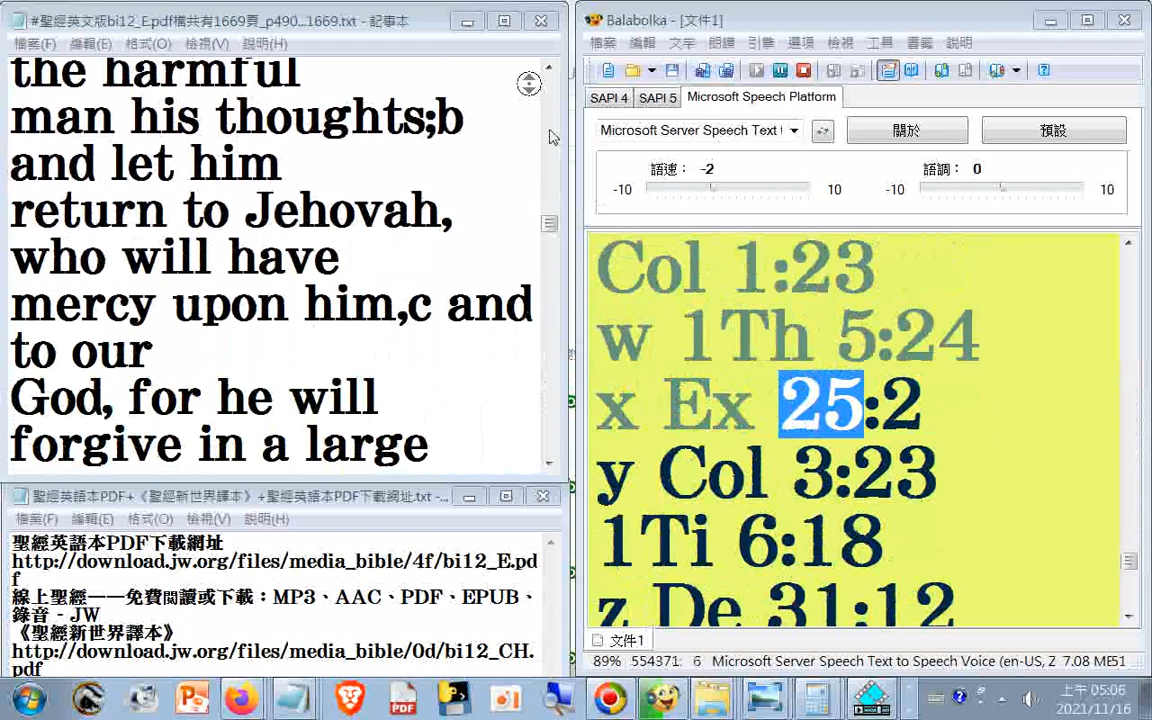 #聖經英文版bi12_E.pdf檔共有1669頁_p490...1669.txt - 記事本
檔案(F) 編輯(E) 格式(O) 檢視(V) 說明(H)
the harmful
man his thoughts;b
and let him
return to Jehovah,
who will have
mercy upon him,c and
to our
God, for he will
forgive in a large
聖經英語本PDF+《聖經新世界譯本》+聖經英語本PDF下載網址.txt - ...
檔案(F) 編輯(E) 格式(O) 檢視(V) 說明(H)
聖經英語本PDF下載網址
http://download.jw.org/files/media_bible/4f/bi12_E.pd
f
線上聖經──免費閱讀或下載：MP3、AAC、PDF、EPUB、
錄音 - JW
《聖經新世界譯本》
http://download.jw.org/files/media_bible/0d/bi12_CH.
pdf
Balabolka - [文件1]
檔案 編輯 文字 朗讀 引擎 選項 檢視 工具 書籤 說明
SAPI 4 SAPI 5 Microsoft Speech Platform
Microsoft Server Speech Text 關於 預設
語速： -2 語調： 0
-10 10 -10 10
Col 1:23
w 1Th 5:24
x Ex 25:2
y Col 3:23
1Ti 6:18
z De 31:12
文件1
89% 554371: 6 Microsoft Server Speech Text to Speech Voice (en-US, Z 7.08 ME51
PDF
上午 05:06
2021/11/16